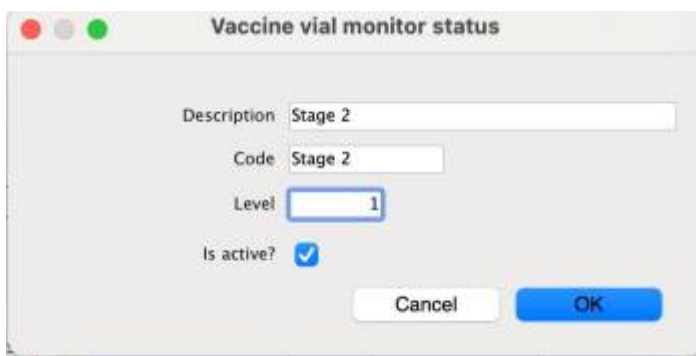 Vaccine vial monitor status
Description Stage 2
Code Stage 2
Level 1
Is active?
Cancel OK